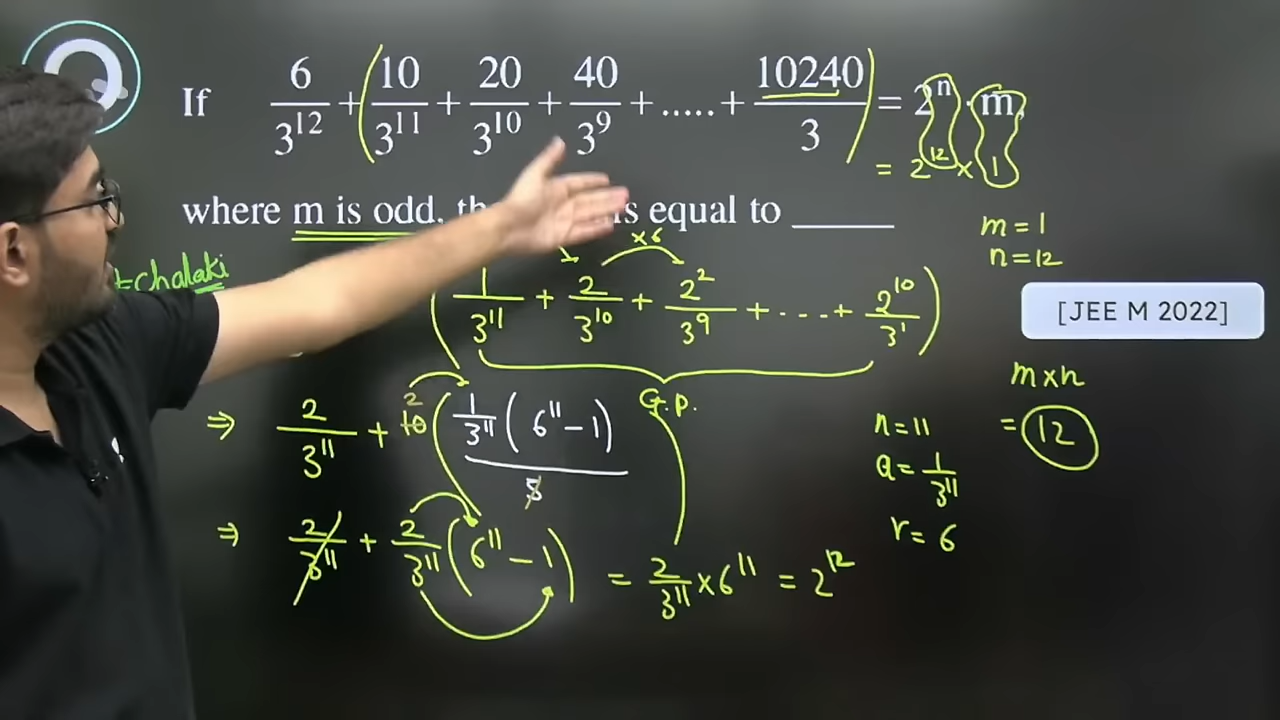 If 6/3^12 + (10/3^11 + 20/3^10 + 40/3^9 + ..... + 10240/3) = 2^n · m,
= 2^12 × 1
where m is odd, is equal to ______
m = 1
n = 12
=chalaki
×6
(1/3^11 + 2/3^10 + 2^2/3^9 + - - - + 2^10/3^1)
[JEE M 2022]
G.P.
m×n
= 12
⇒ 2/3^11 + 10 2 (1/3^11 (6^11 − 1) / 5
n = 11
a = 1/3^11
r = 6
⇒ 2/3^11 + 2/3^11 (6^11 − 1) = 2/3^11 × 6^11 = 2^12